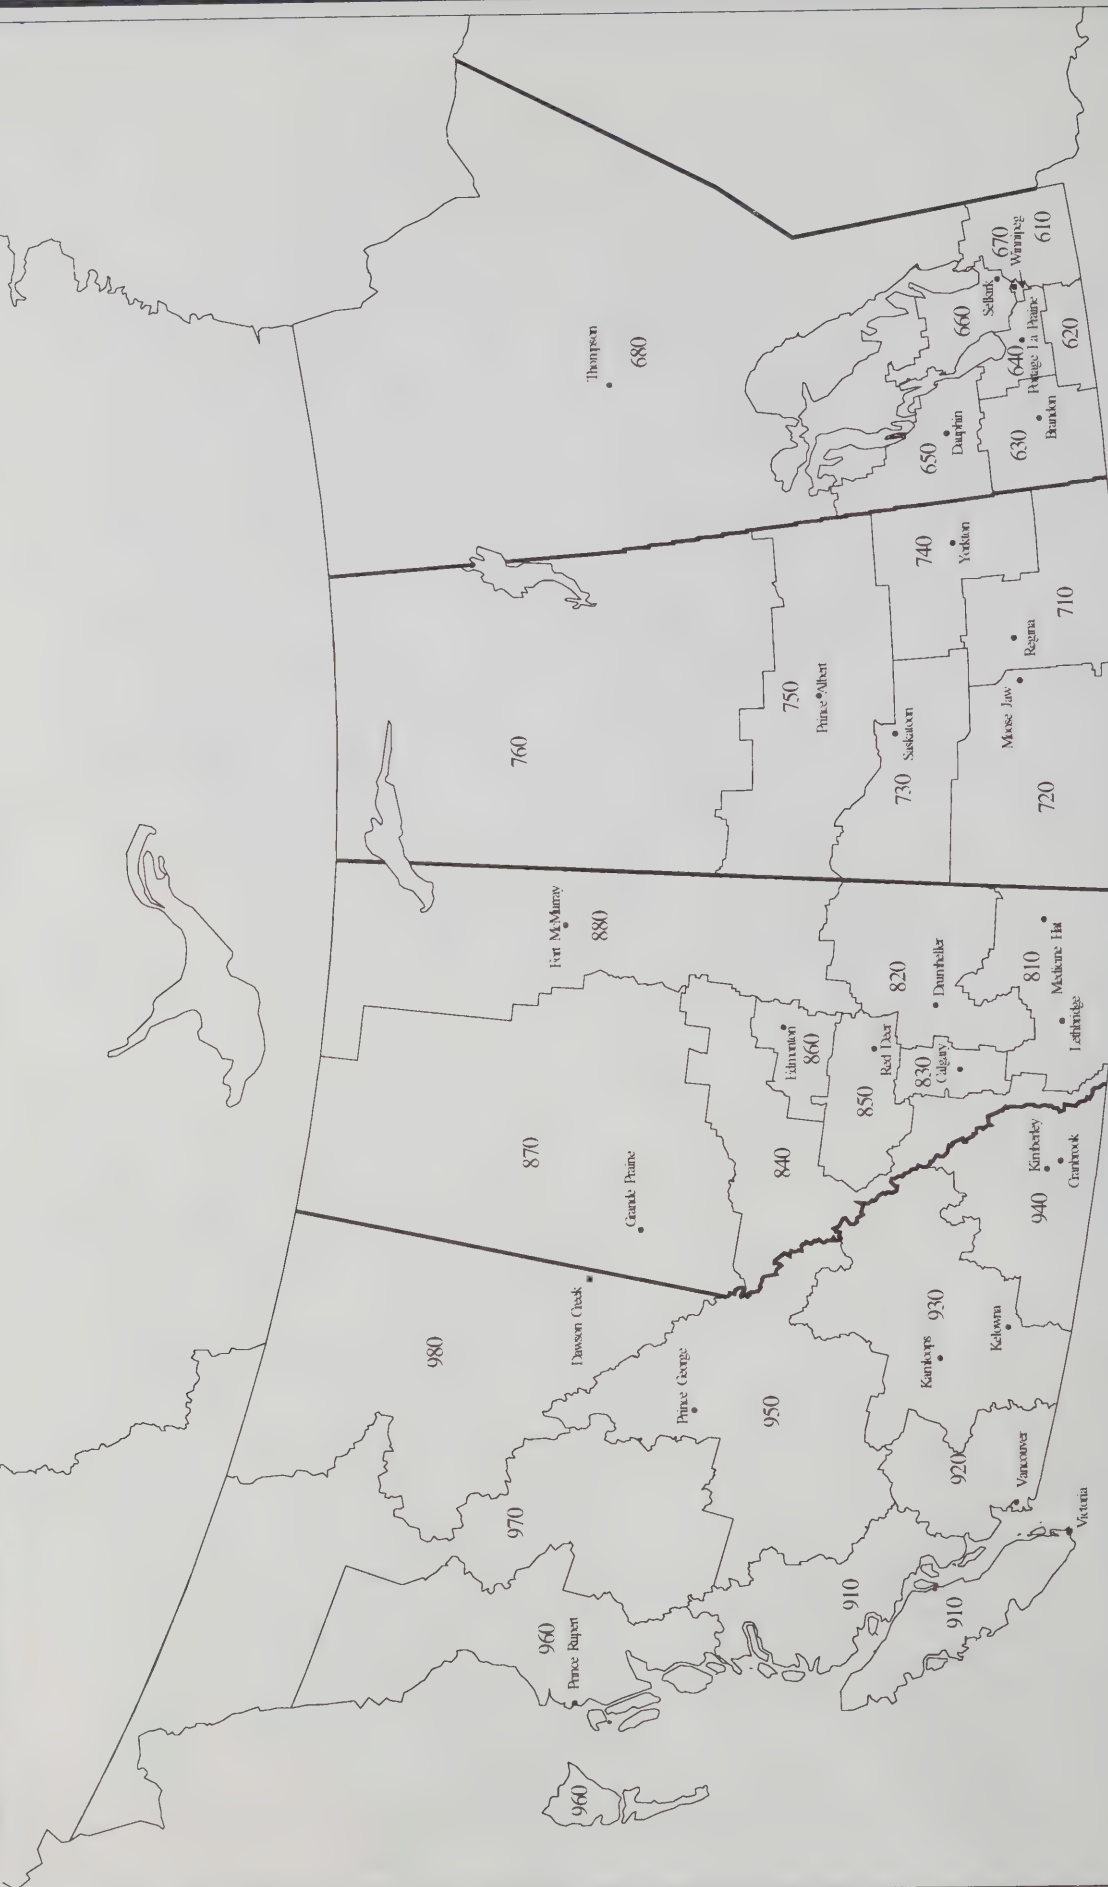 960
960
Prince Rupert
970
980
Dawson Creek
Prince George
950
910
910
Victoria
920
Vancouver
930
Kamloops
Kelowna
940
Kimberley
Cranbrook
870
Grande Prairie
840
850
860
Edmonton
Red Deer
830
Calgary
820
Drumheller
810
Medicine Hat
Lethbridge
880
Fort McMurray
760
750
Prince Albert
730
Saskatoon
720
Moose Jaw
Regina
710
740
Yorkton
680
Thompson
650
Dauphin
630
Brandon
640
Portage La Prairie
660
Selkirk
670
Winnipeg
620
610